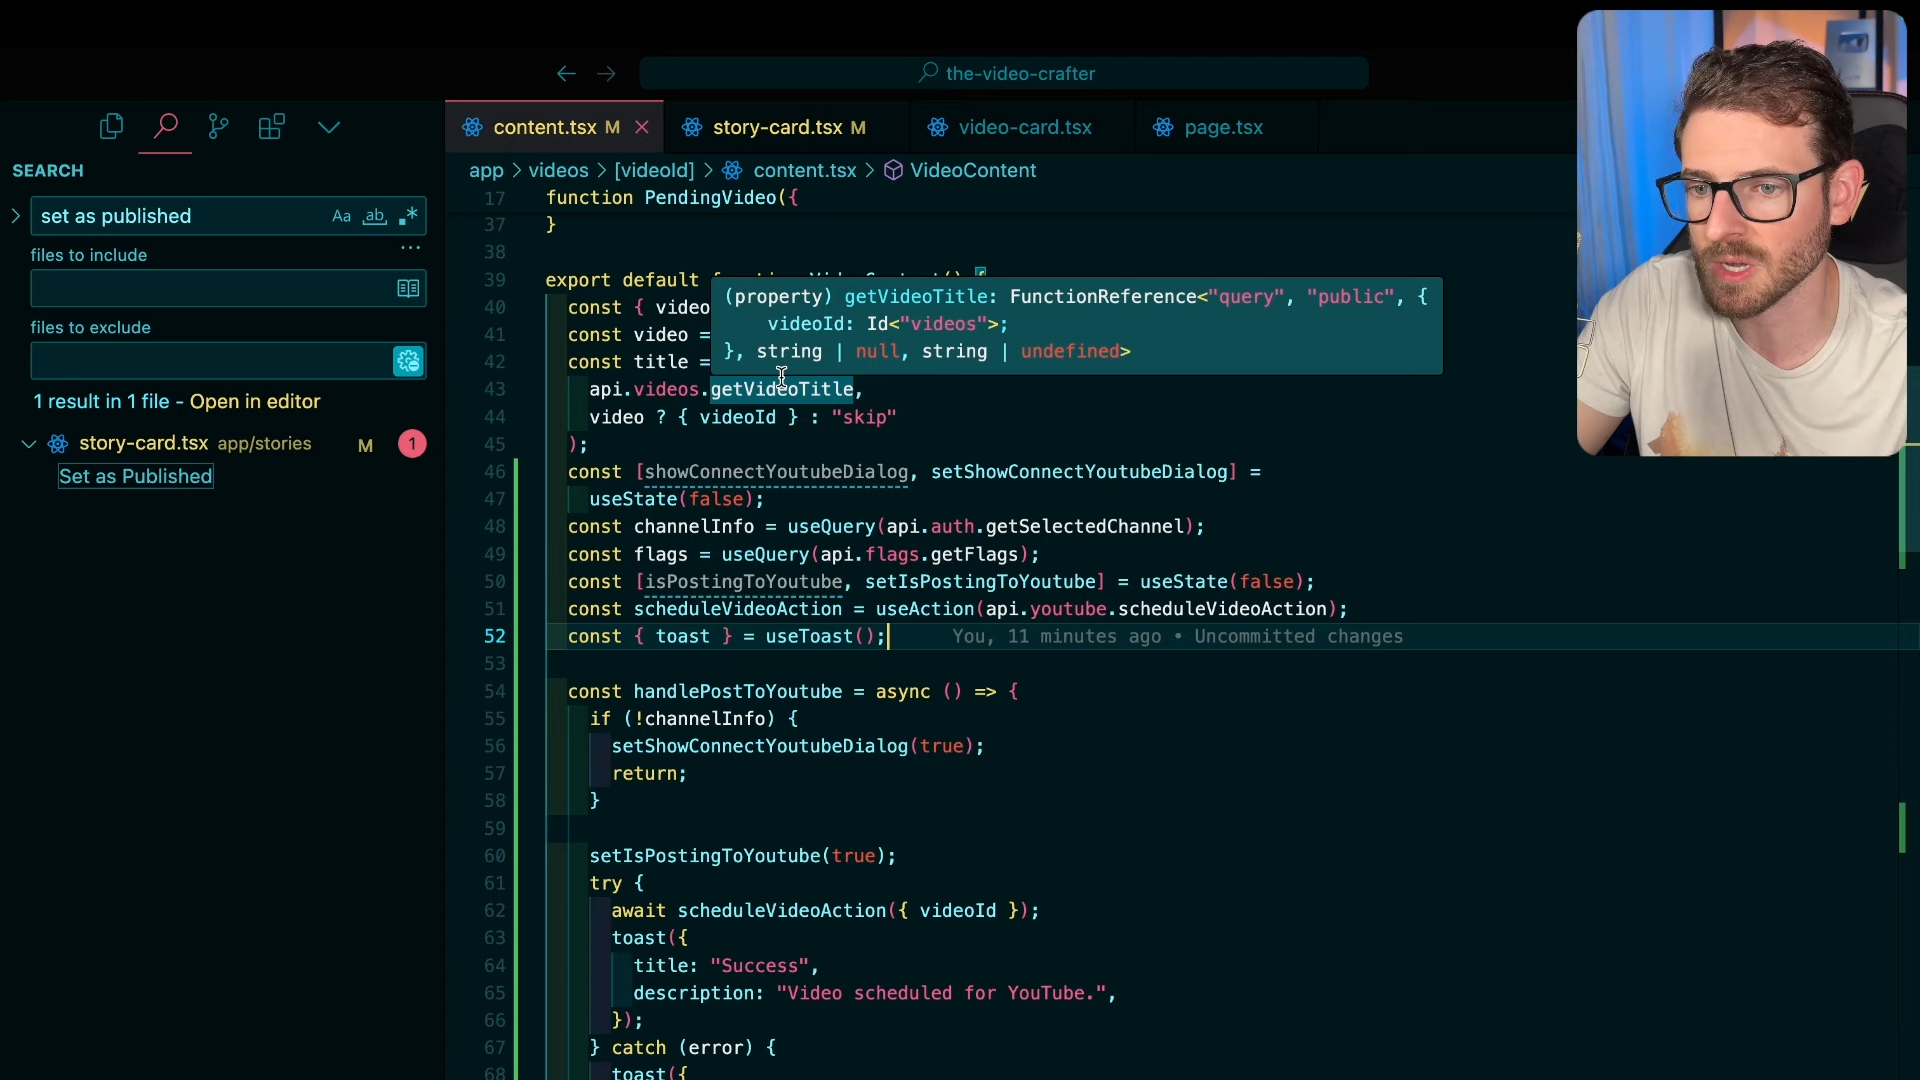 the-video-crafter
content.tsx M
story-card.tsx M
video-card.tsx
page.tsx
SEARCH
set as published
Aa ab
files to include
files to exclude
1 result in 1 file - Open in editor
story-card.tsx app/stories M 1
Set as Published
app > videos > [videoId] > content.tsx > VideoContent
17 function PendingVideo({
37 }
38
39 export default function VideoContent() {
(property) getVideoTitle: FunctionReference<"query", "public", {
videoId: Id<"videos">;
}, string | null, string | undefined>
40 const { video
41 const video =
42 const title =
43 api.videos.getVideoTitle,
44 video ? { videoId } : "skip"
45 );
46 const [showConnectYoutubeDialog, setShowConnectYoutubeDialog] =
47 useState(false);
48 const channelInfo = useQuery(api.auth.getSelectedChannel);
49 const flags = useQuery(api.flags.getFlags);
50 const [isPostingToYoutube, setIsPostingToYoutube] = useState(false);
51 const scheduleVideoAction = useAction(api.youtube.scheduleVideoAction);
52 const { toast } = useToast(); You, 11 minutes ago • Uncommitted changes
53
54 const handlePostToYoutube = async () => {
55 if (!channelInfo) {
56 setShowConnectYoutubeDialog(true);
57 return;
58 }
59
60 setIsPostingToYoutube(true);
61 try {
62 await scheduleVideoAction({ videoId });
63 toast({
64 title: "Success",
65 description: "Video scheduled for YouTube.",
66 });
67 } catch (error) {
68 toast({